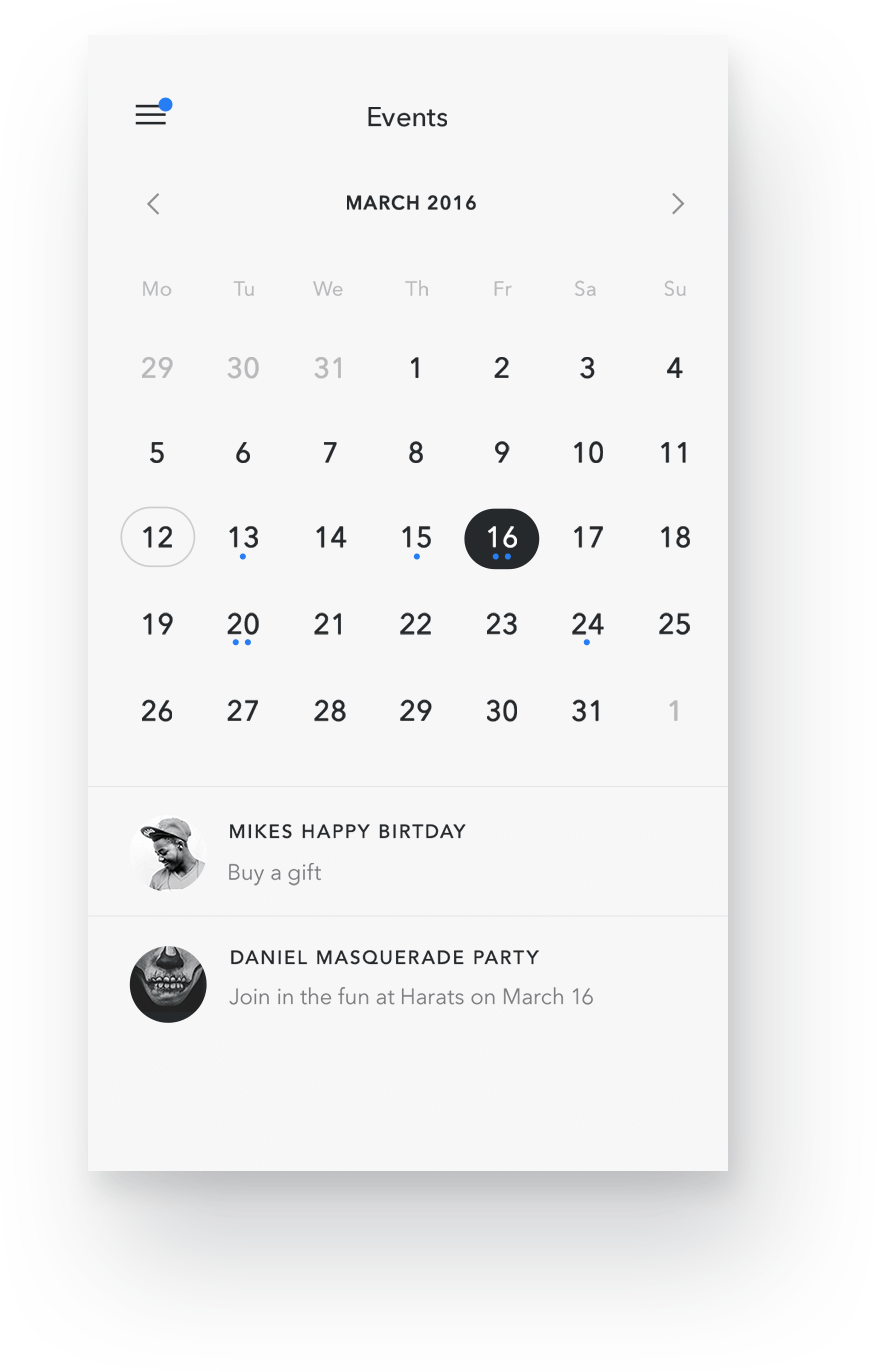 Events
MARCH 2016
Mo Tu We Th Fr Sa Su
29 30 31 1 2 3 4
5 6 7 8 9 10 11
12 13 14 15 16 17 18
19 20 21 22 23 24 25
26 27 28 29 30 31 1
MIKES HAPPY BIRTDAY
Buy a gift
DANIEL MASQUERADE PARTY
Join in the fun at Harats on March 16